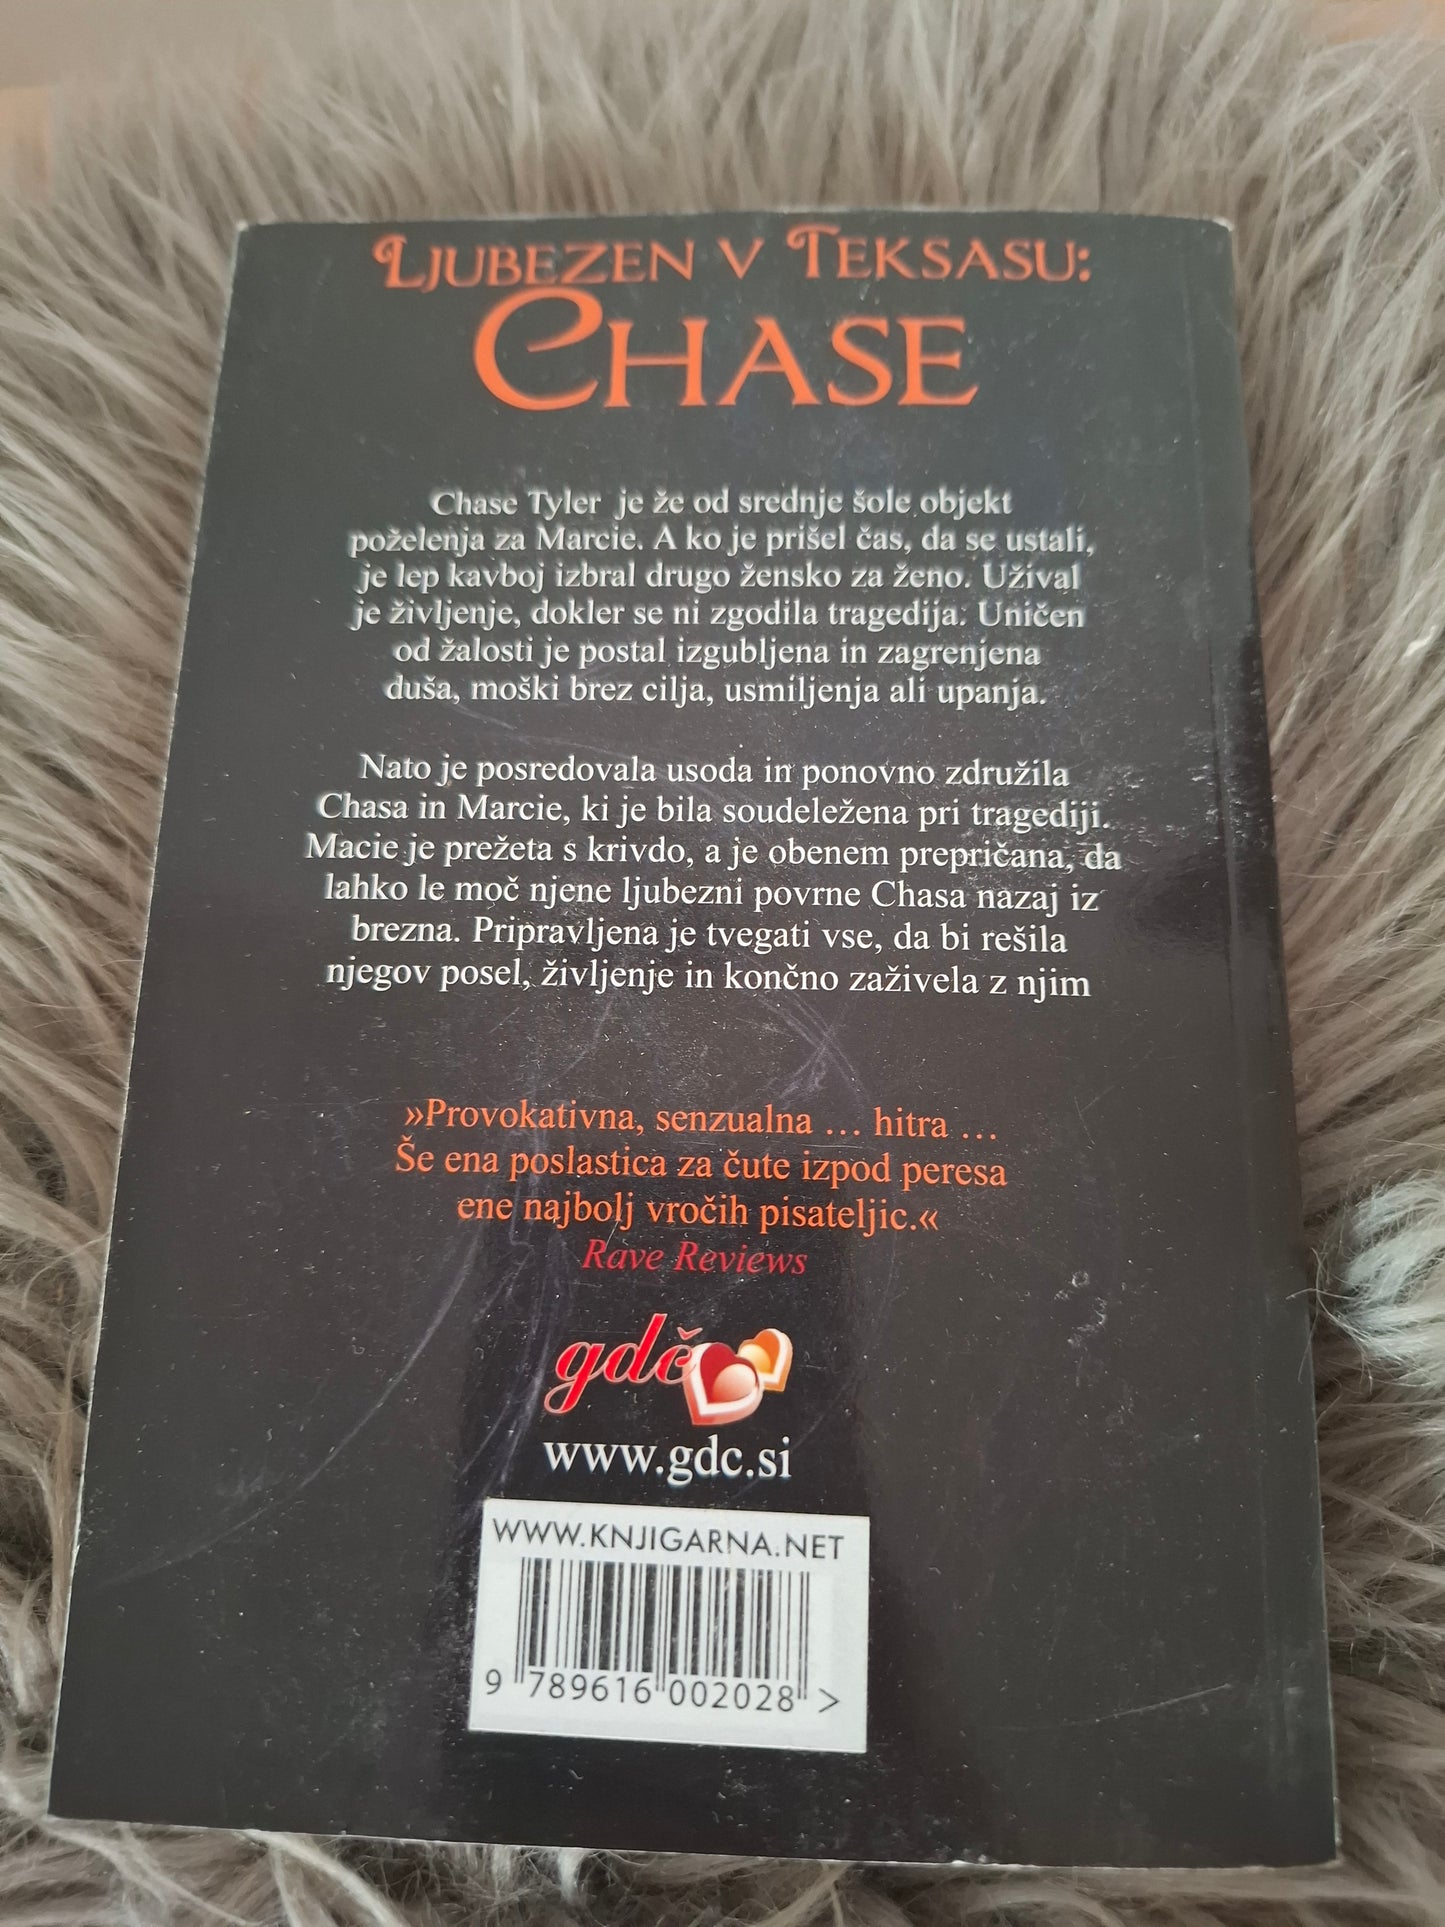 LJUBEZEN V TEKSASU:
CHASE
Chase Tyler je že od srednje šole objekt
poželenja za Marcie. A ko je prišel čas, da se ustali,
je lep kavboj izbral drugo žensko za ženo. Užival
je življenje, dokler se ni zgodila tragedija. Uničen
od žalosti je postal izgubljena in zagrenjena
duša, moški brez cilja, usmiljenja ali upanja.
Nato je posredovala usoda in ponovno združila
Chasa in Marcie, ki je bila soudeležena pri tragediji.
Macie je prežeta s krivdo, a je obenem prepričana, da
lahko le moč njene ljubezni povrne Chasa nazaj iz
brezna. Pripravljena je tvegati vse, da bi rešila
njegov posel, življenje in končno zaživela z njim
»Provokativna, senzualna ... hitra ...
Še ena poslastica za čute izpod peresa
ene najbolj vročih pisateljic.«
Rave Reviews
gdč
www.gdc.si
WWW.KNJIGARNA.NET
9 789616 002028 >